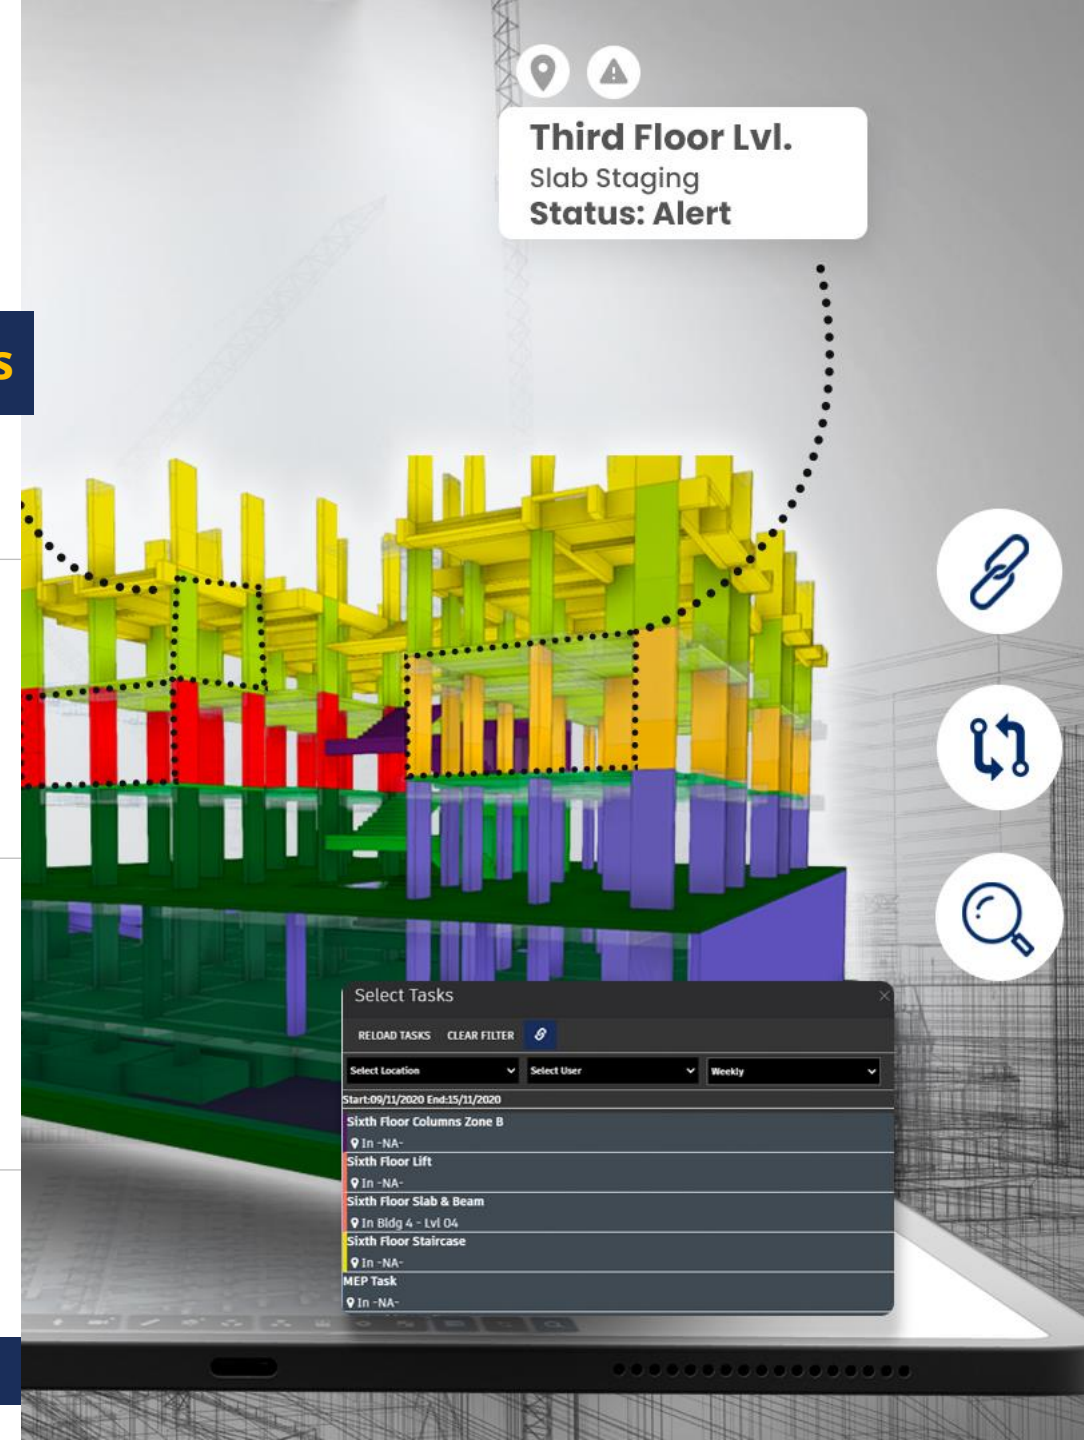 Third Floor Lvl.
Slab Staging
Status: Alert
s
Select Tasks
RELOAD TASKS CLEAR FILTER
Select Location Select User Weekly
Start:09/11/2020 End:15/11/2020
Sixth Floor Columns Zone B
In -NA-
Sixth Floor Lift
In -NA-
Sixth Floor Slab & Beam
In Bldg 4 - Lvl 04
Sixth Floor Staircase
In -NA-
MEP Task
In -NA-